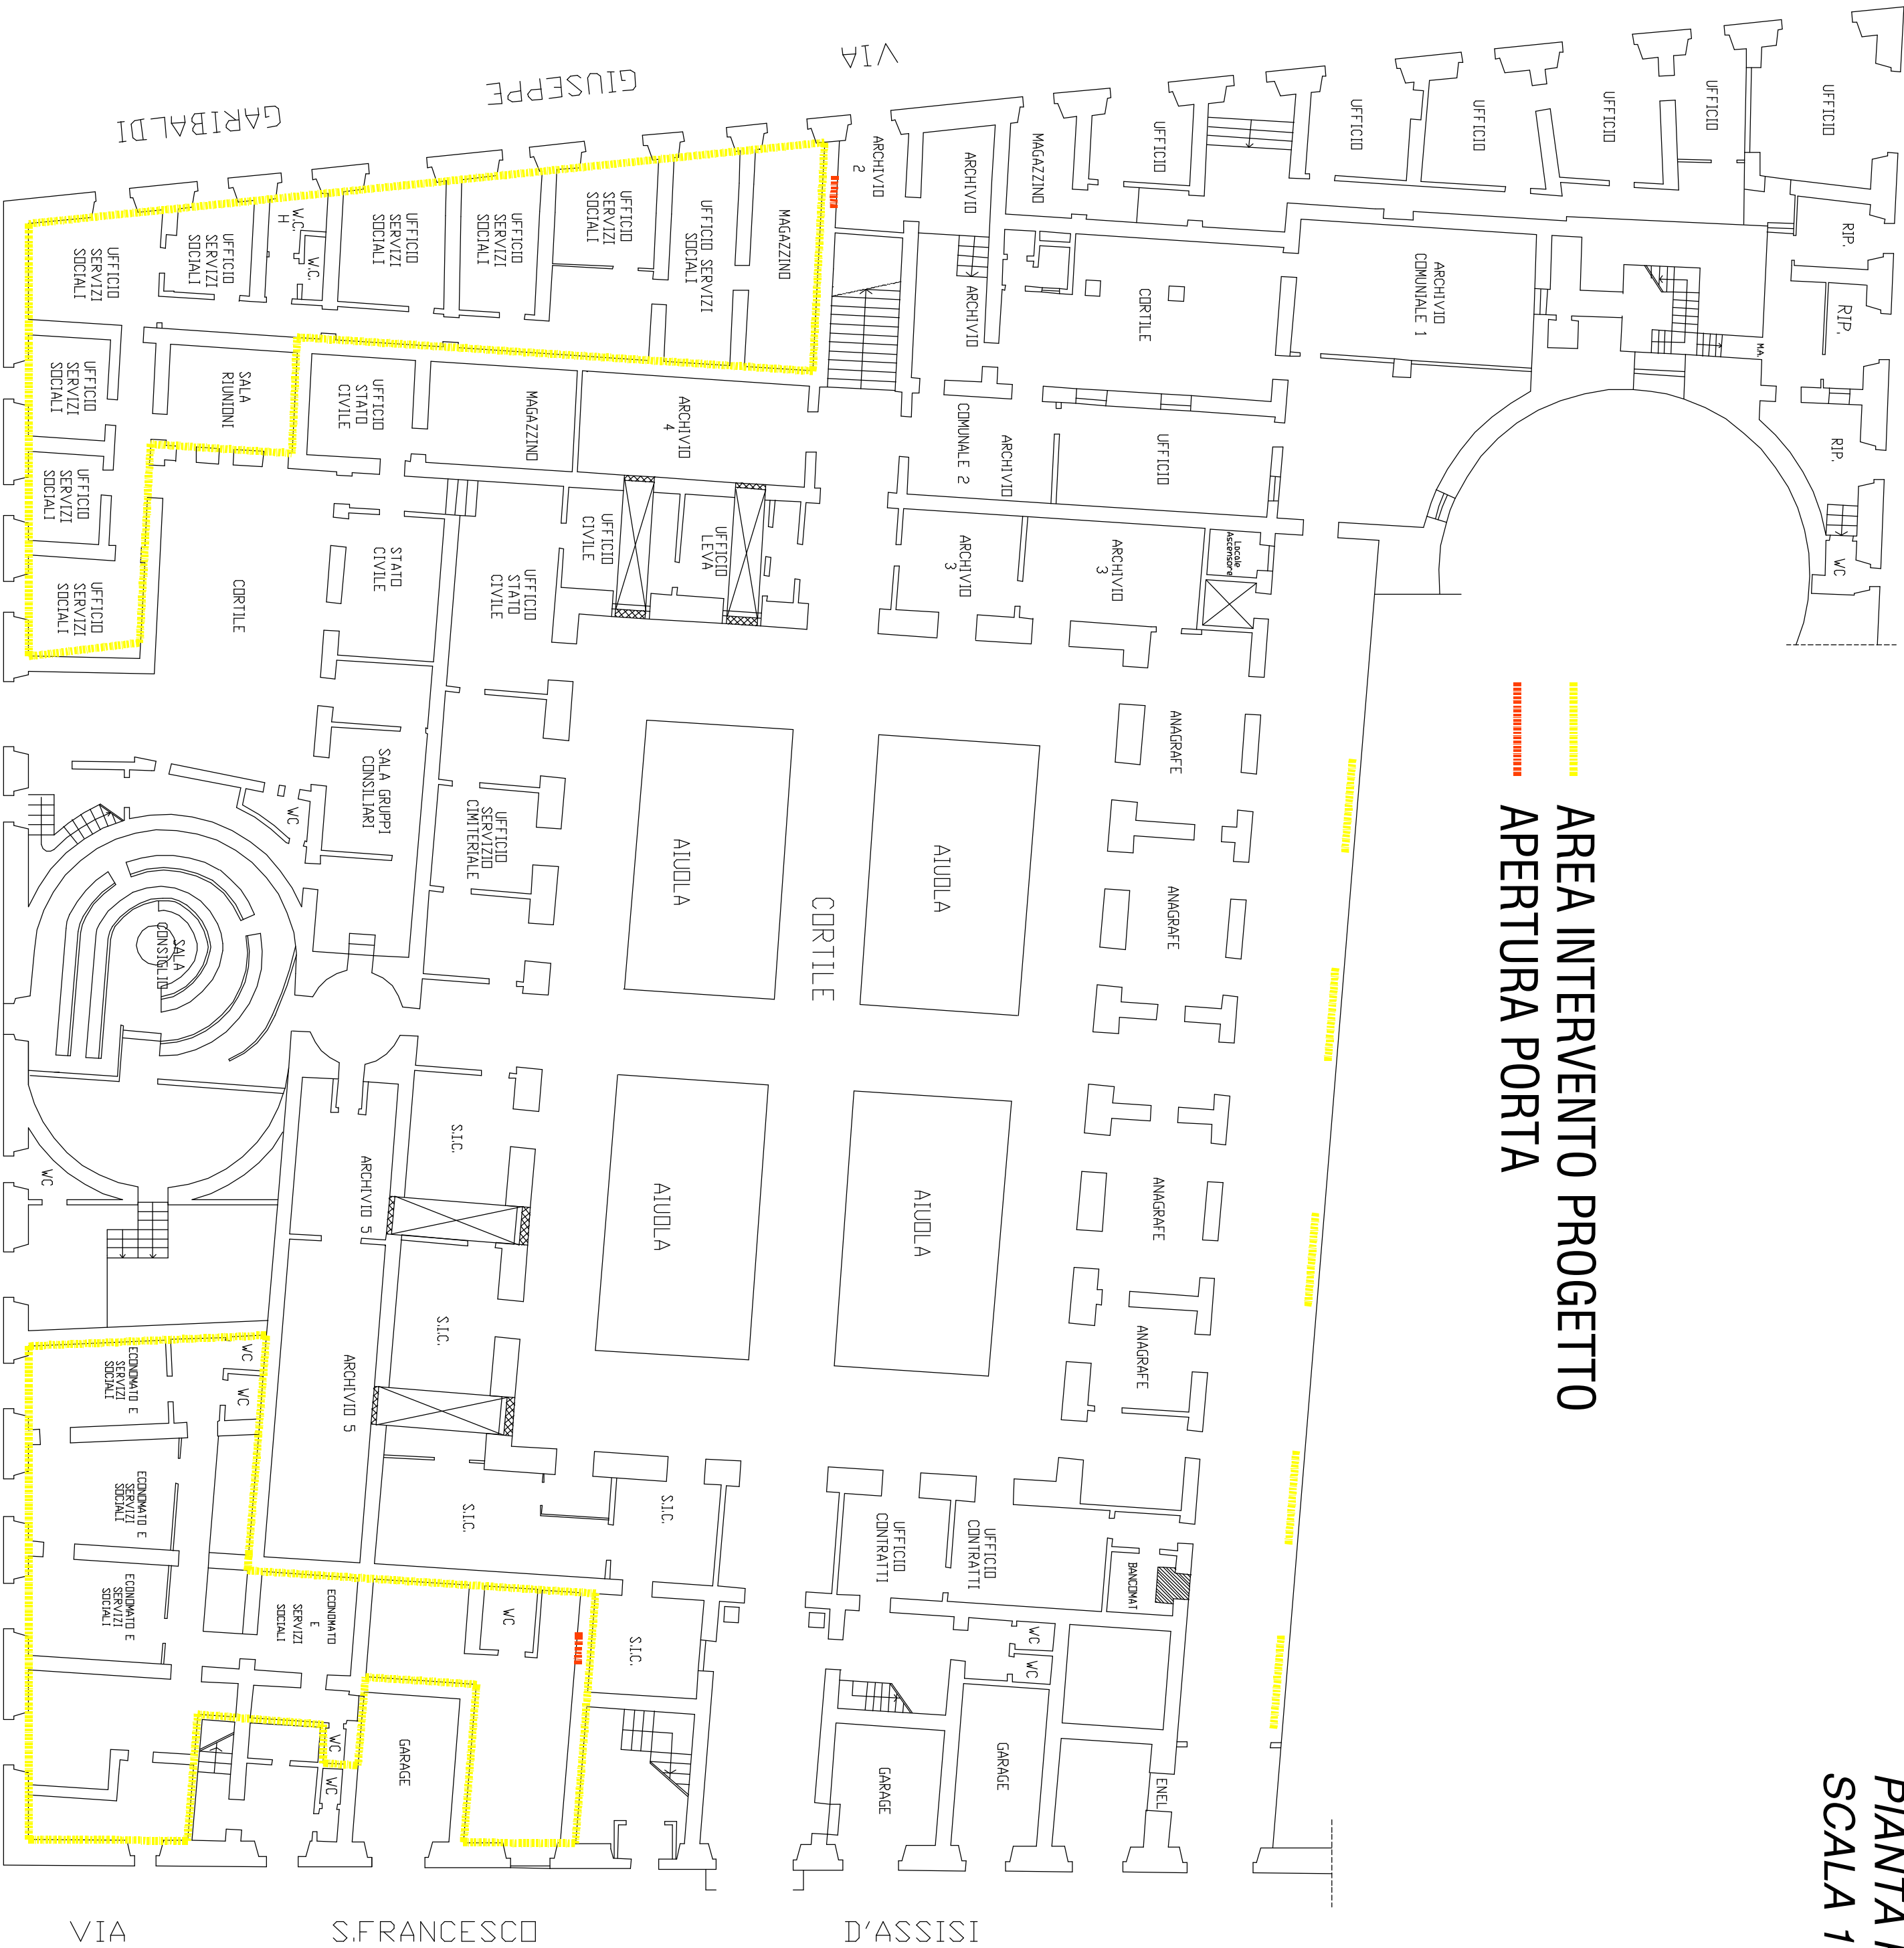 PIANTA
SCALA 1
AREA INTERVENTO PROGETTO
APERTURA PORTA
VIA
GIUSEPPE
GARIBALDI
VIA
S.FRANCESCO
D'ASSISI
UFFICIO
UFFICIO
UFFICIO
UFFICIO
UFFICIO
UFFICIO
RIP.
RIP.
RIP.
WC
MA.
ARCHIVIO
COMUNIALE 1
MAGAZZINO
CORTILE
ARCHIVIO
ARCHIVIO
ARCHIVIO
2
ARCHIVIO
COMUNALE 2
UFFICIO
Locale
Ascensore
ARCHIVIO
3
ARCHIVIO
3
MAGAZZINO
UFFICIO SERVIZI
SOCIALI
UFFICIO
SERVIZI
SOCIALI
UFFICIO
SERVIZI
SOCIALI
UFFICIO
SERVIZI
SOCIALI
W.C.
H
W.C.
UFFICIO
SERVIZI
SOCIALI
UFFICIO
SERVIZI
SOCIALI
UFFICIO
SERVIZI
SOCIALI
UFFICIO
SERVIZI
SOCIALI
UFFICIO
SERVIZI
SOCIALI
SALA
RIUNIONI
UFFICIO
STATO
CIVILE
MAGAZZINO
ARCHIVIO
4
UFFICIO
CIVILE
UFFICIO
LEVA
STATO
CIVILE
UFFICIO
STATO
CIVILE
CORTILE
SALA GRUPPI
CONSILIARI
UFFICIO
SERVIZIO
CIMITERIALE
WC
SALA
CONSIGLIO
WC
AIUOLA
AIUOLA
CORTILE
AIUOLA
AIUOLA
ANAGRAFE
ANAGRAFE
ANAGRAFE
ANAGRAFE
S.I.C.
ARCHIVIO 5
S.I.C.
ARCHIVIO 5
S.I.C.
S.I.C.
S.I.C.
UFFICIO
CONTRATTI
UFFICIO
CONTRATTI
BANCOMAT
WC
WC
GARAGE
GARAGE
ENEL
WC
WC
ECONOMATO E
SERVIZI
SOCIALI
ECONOMATO E
SERVIZI
SOCIALI
ECONOMATO E
SERVIZI
SOCIALI
ECONOMATO
E
SERVIZI
SOCIALI
WC
WC
WC
GARAGE